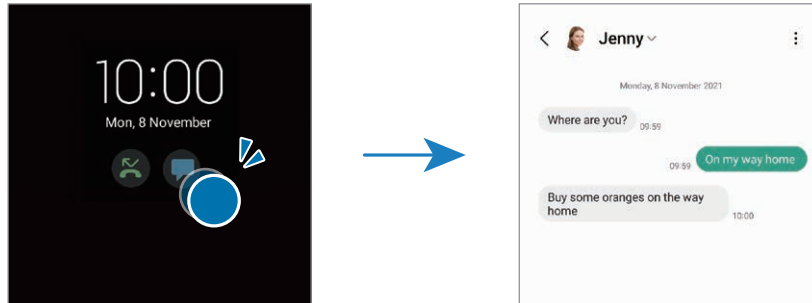 10:00
Mon, 8 November
Jenny
Monday, 8 November 2021
Where are you?
09:59
09:59
On my way home
Buy some oranges on the way
home
10:00